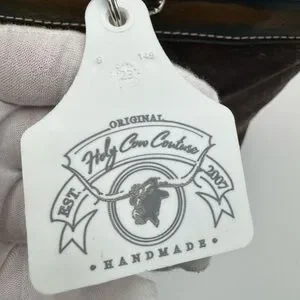 ORIGINAL
Holy Cow Couture
EST. 2007
• HANDMADE •